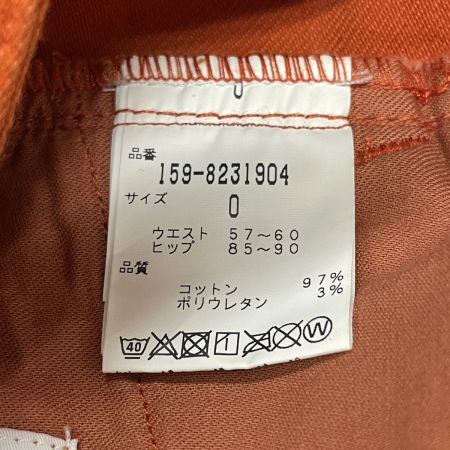 0
品番
159-8231904
サイズ
0
ウエスト 57～60
ヒップ 85～90
品質
コットン 97%
ポリウレタン 3%
40 1 W